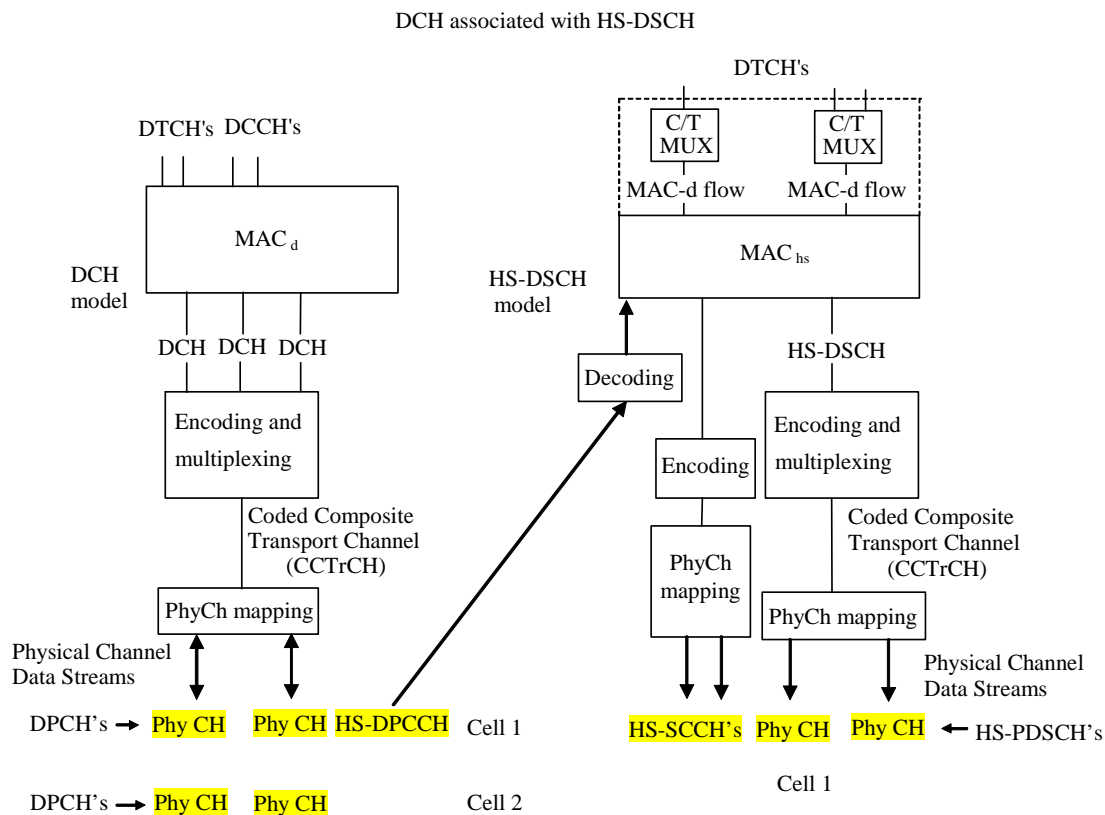 DCH associated with HS-DSCH
DTCH's DCCH's
MAC d
DCH
model
DCH DCH DCH
Encoding and
multiplexing
Coded Composite
Transport Channel
(CCTrCH)
PhyCh mapping
Physical Channel
Data Streams
DPCH's Phy CH Phy CH HS-DPCCH Cell 1
DPCH's Phy CH Phy CH Cell 2
DTCH's
C/T
MUX
C/T
MUX
MAC-d flow MAC-d flow
MAC hs
HS-DSCH
model
Decoding
HS-DSCH
Encoding
Encoding and
multiplexing
Coded Composite
Transport Channel
(CCTrCH)
PhyCh
mapping
PhyCh mapping
Physical Channel
Data Streams
HS-SCCH's Phy CH Phy CH HS-PDSCH's
Cell 1